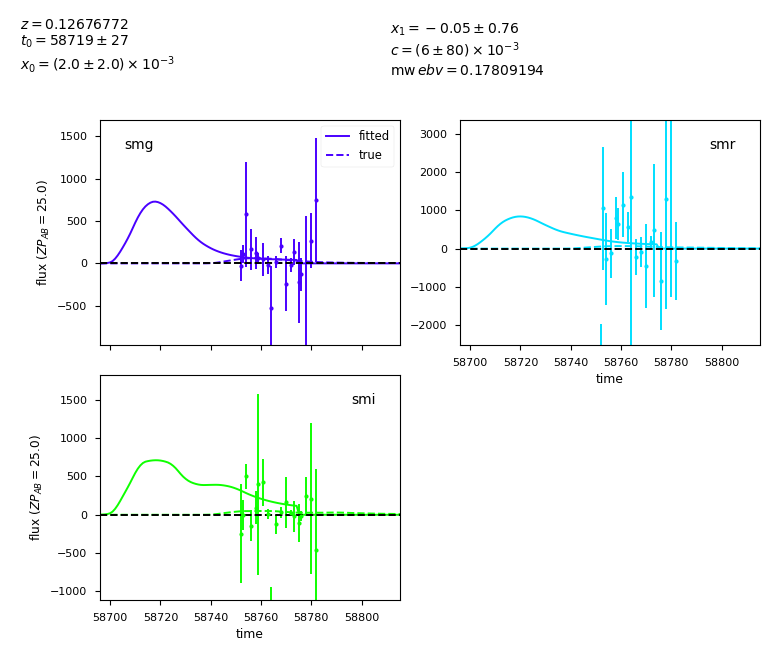 z = 0.12676772
t₀ = 58719 ± 27
x₀ = (2.0 ± 2.0) × 10⁻³
x₁ = −0.05 ± 0.76
c = (6 ± 80) × 10⁻³
mw ebv = 0.17809194
smg
fitted
true
1500
1000
500
0
−500
flux (ZP_AB = 25.0)
smr
3000
2000
1000
0
−1000
−2000
58700 58720 58740 58760 58780 58800
time
smi
1500
1000
500
0
−500
−1000
flux (ZP_AB = 25.0)
58700 58720 58740 58760 58780 58800
time